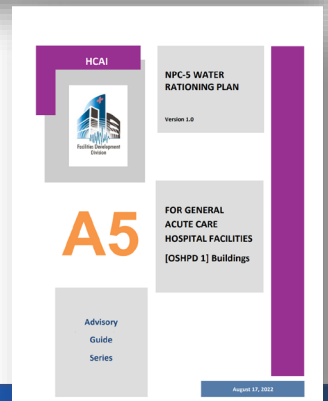 HCAI
Facilities Development
Division
NPC-5 WATER
RATIONING PLAN
Version 1.0
A5
FOR GENERAL
ACUTE CARE
HOSPITAL FACILITIES
[OSHPD 1] Buildings
Advisory
Guide
Series
August 17, 2022